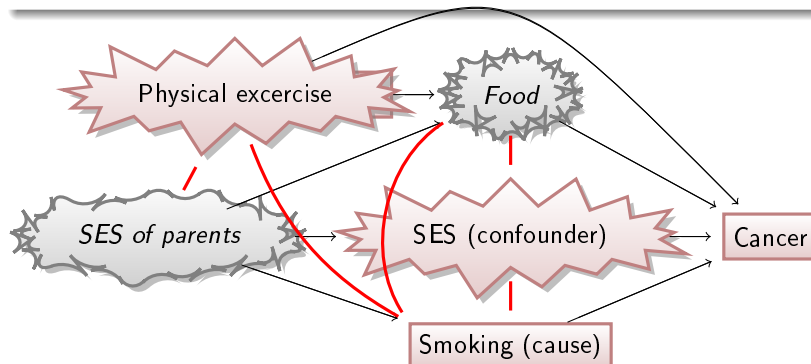 Physical excercise
Food
SES of parents
SES (confounder)
Cancer
Smoking (cause)